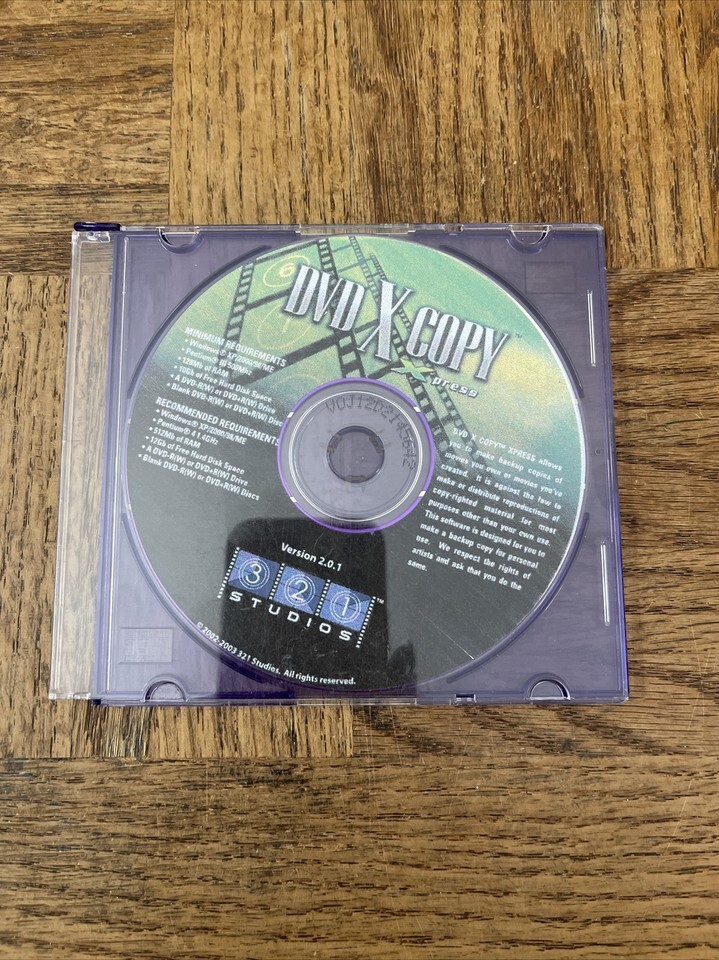 DVD X COPY™
Xpress
MINIMUM REQUIREMENTS
• Windows® XP/2000/98/ME
• Pentium® III 500Mhz
• 128Mb of RAM
• 10Gb of Free Hard Disk Space
• A DVD-R(W) or DVD+R(W) Drive
• Blank DVD-R(W) or DVD+R(W) Discs
RECOMMENDED REQUIREMENTS
• Windows® XP/2000/98/ME
• Pentium® 4 1.4GHz
• 512Mb of RAM
• 12Gb of Free Hard Disk Space
• A DVD-R(W) or DVD+R(W) Drive
• Blank DVD-R(W) or DVD+R(W) Discs
DVD X COPY™ XPRESS allows
you to make backup copies of
movies you own or movies you've
created. It is against the law to
make or distribute reproductions of
copy-righted material for most
purposes other than your own use.
This software is designed for you to
make a backup copy for personal
use. We respect the rights of
artists and ask that you do the
same.
Version 2.0.1
321
STUDIOS™
© 2002-2003 321 Studios. All rights reserved.